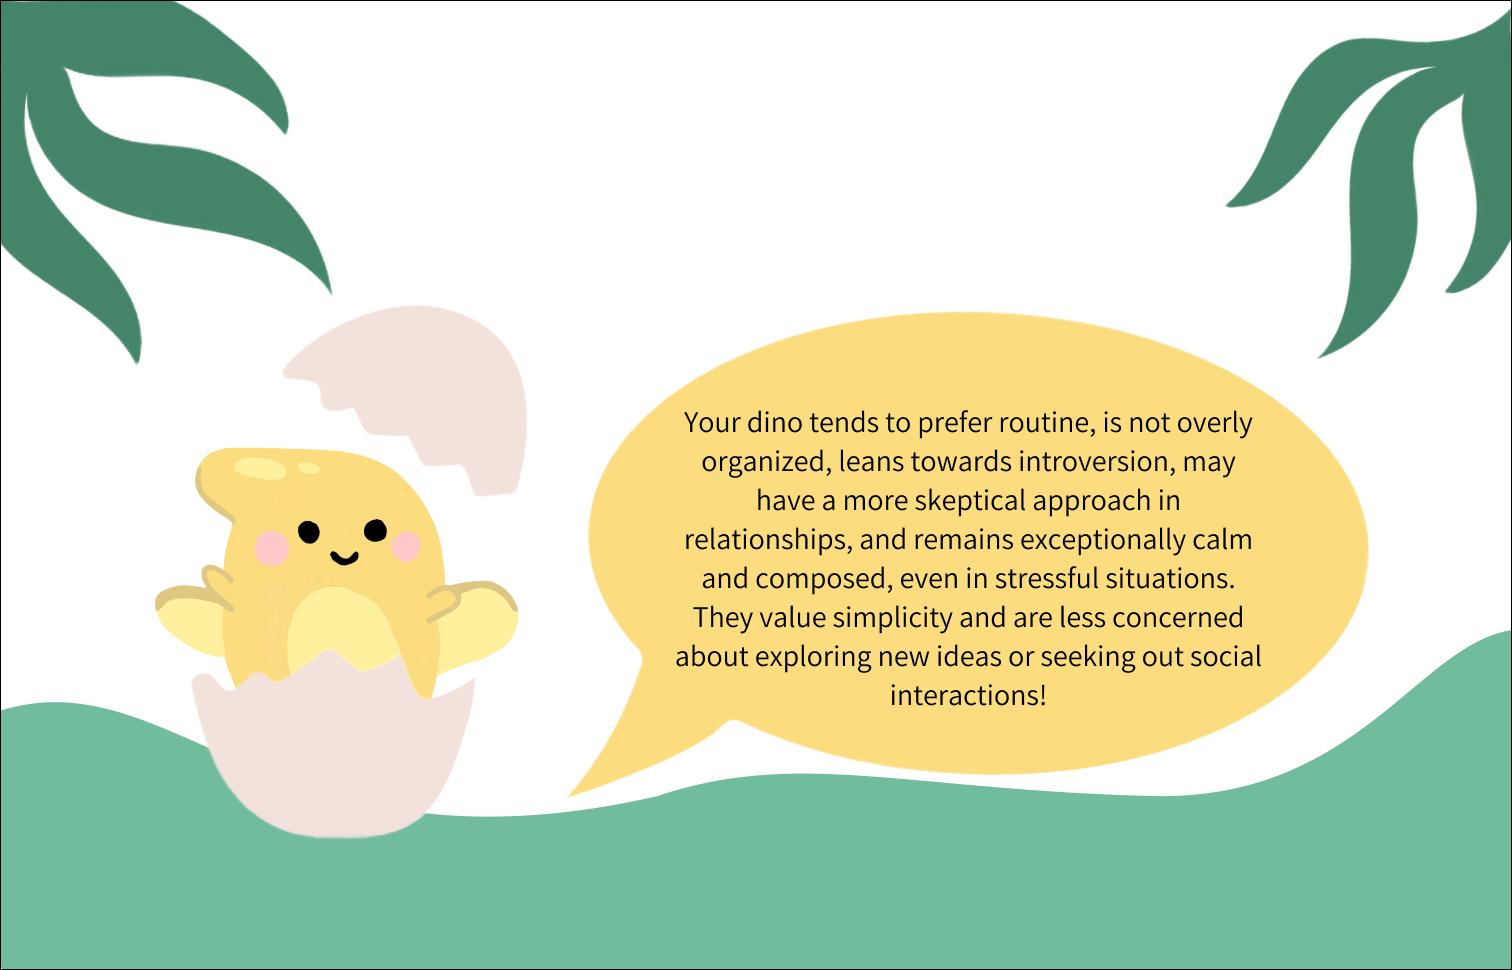 Your dino tends to prefer routine, is not overly
organized, leans towards introversion, may
have a more skeptical approach in
relationships, and remains exceptionally calm
and composed, even in stressful situations.
They value simplicity and are less concerned
about exploring new ideas or seeking out social
interactions!